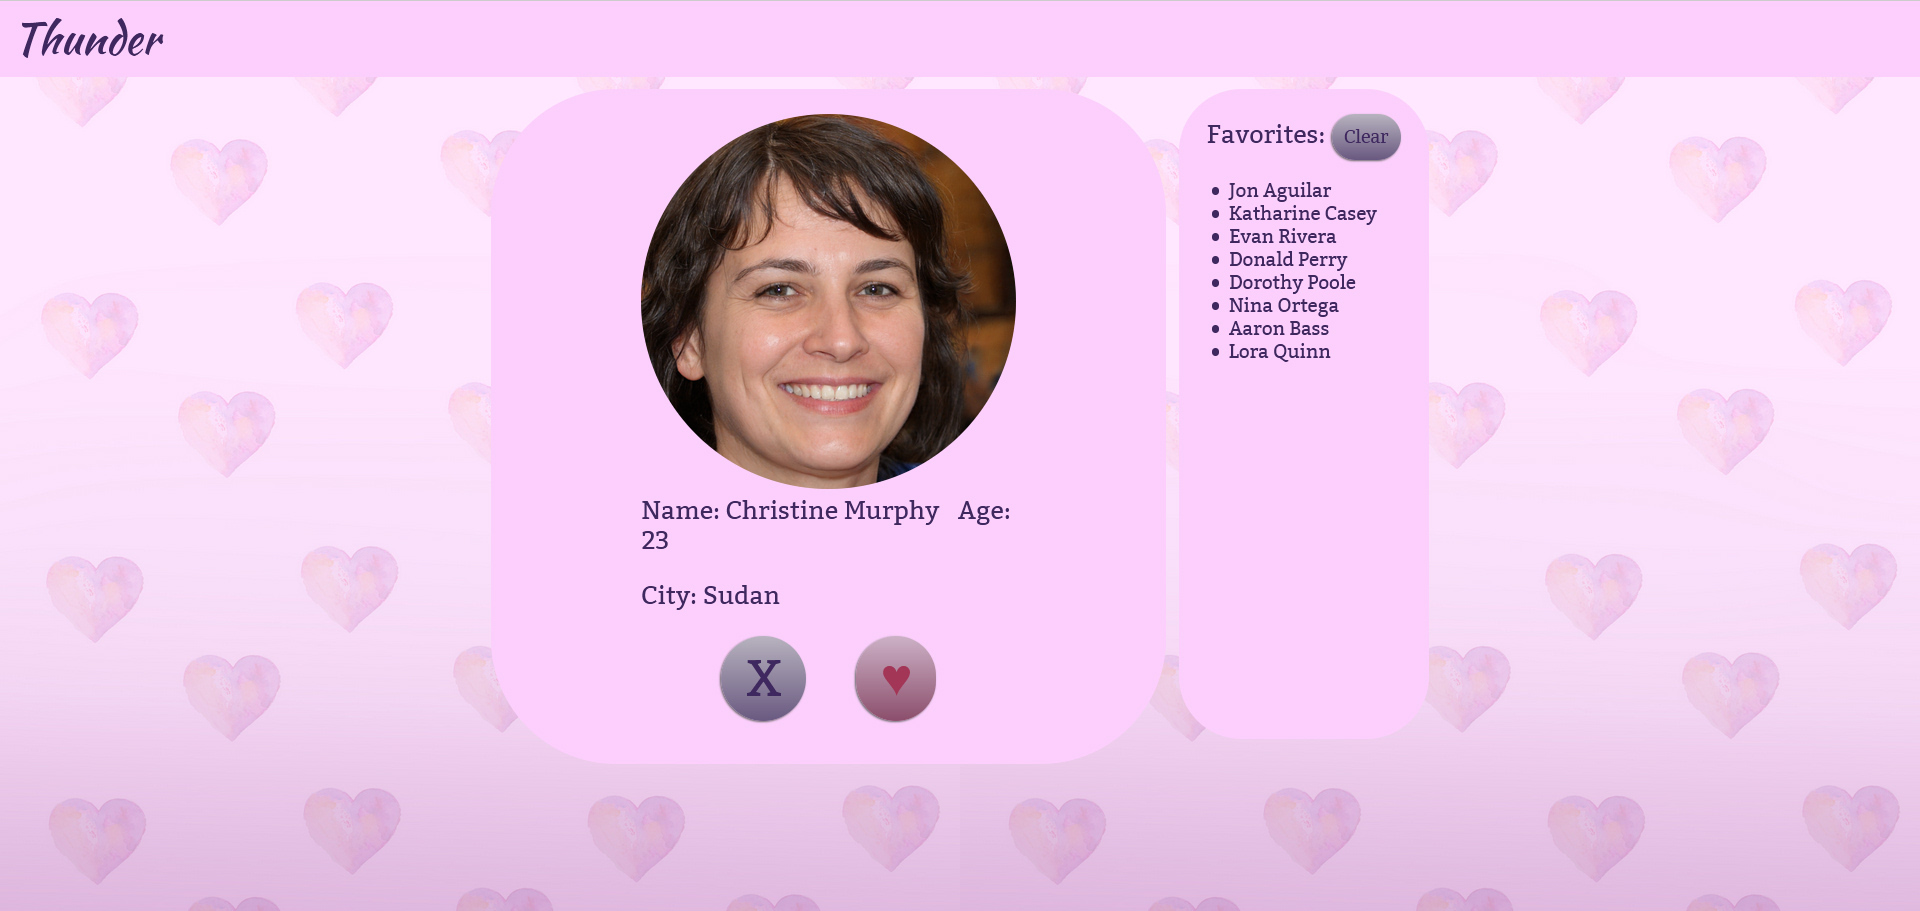 Thunder
Name: Christine Murphy Age:
23
City: Sudan
X ♥
Favorites: Clear
• Jon Aguilar
• Katharine Casey
• Evan Rivera
• Donald Perry
• Dorothy Poole
• Nina Ortega
• Aaron Bass
• Lora Quinn